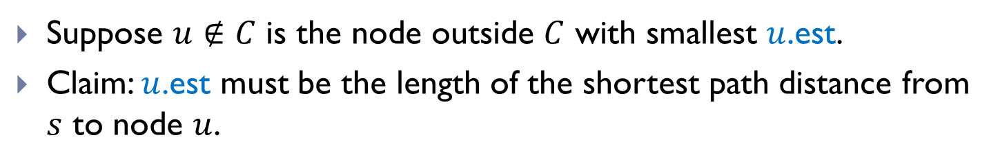 Suppose 𝑢 ∉ 𝐶 is the node outside 𝐶 with smallest 𝑢.est.
Claim: 𝑢.est must be the length of the shortest path distance from
𝑠 to node 𝑢.